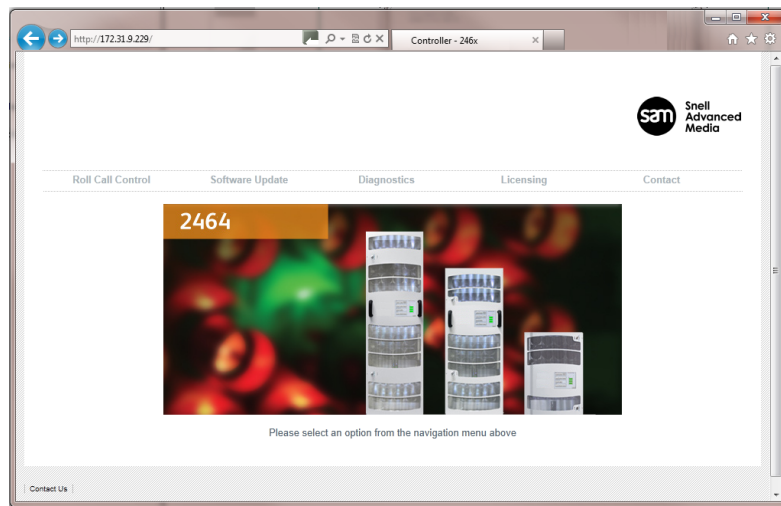 http://172.31.9.229/
Controller - 246x
sam
Snell
Advanced
Media
Roll Call Control Software Update Diagnostics Licensing Contact
2464
Please select an option from the navigation menu above
Contact Us